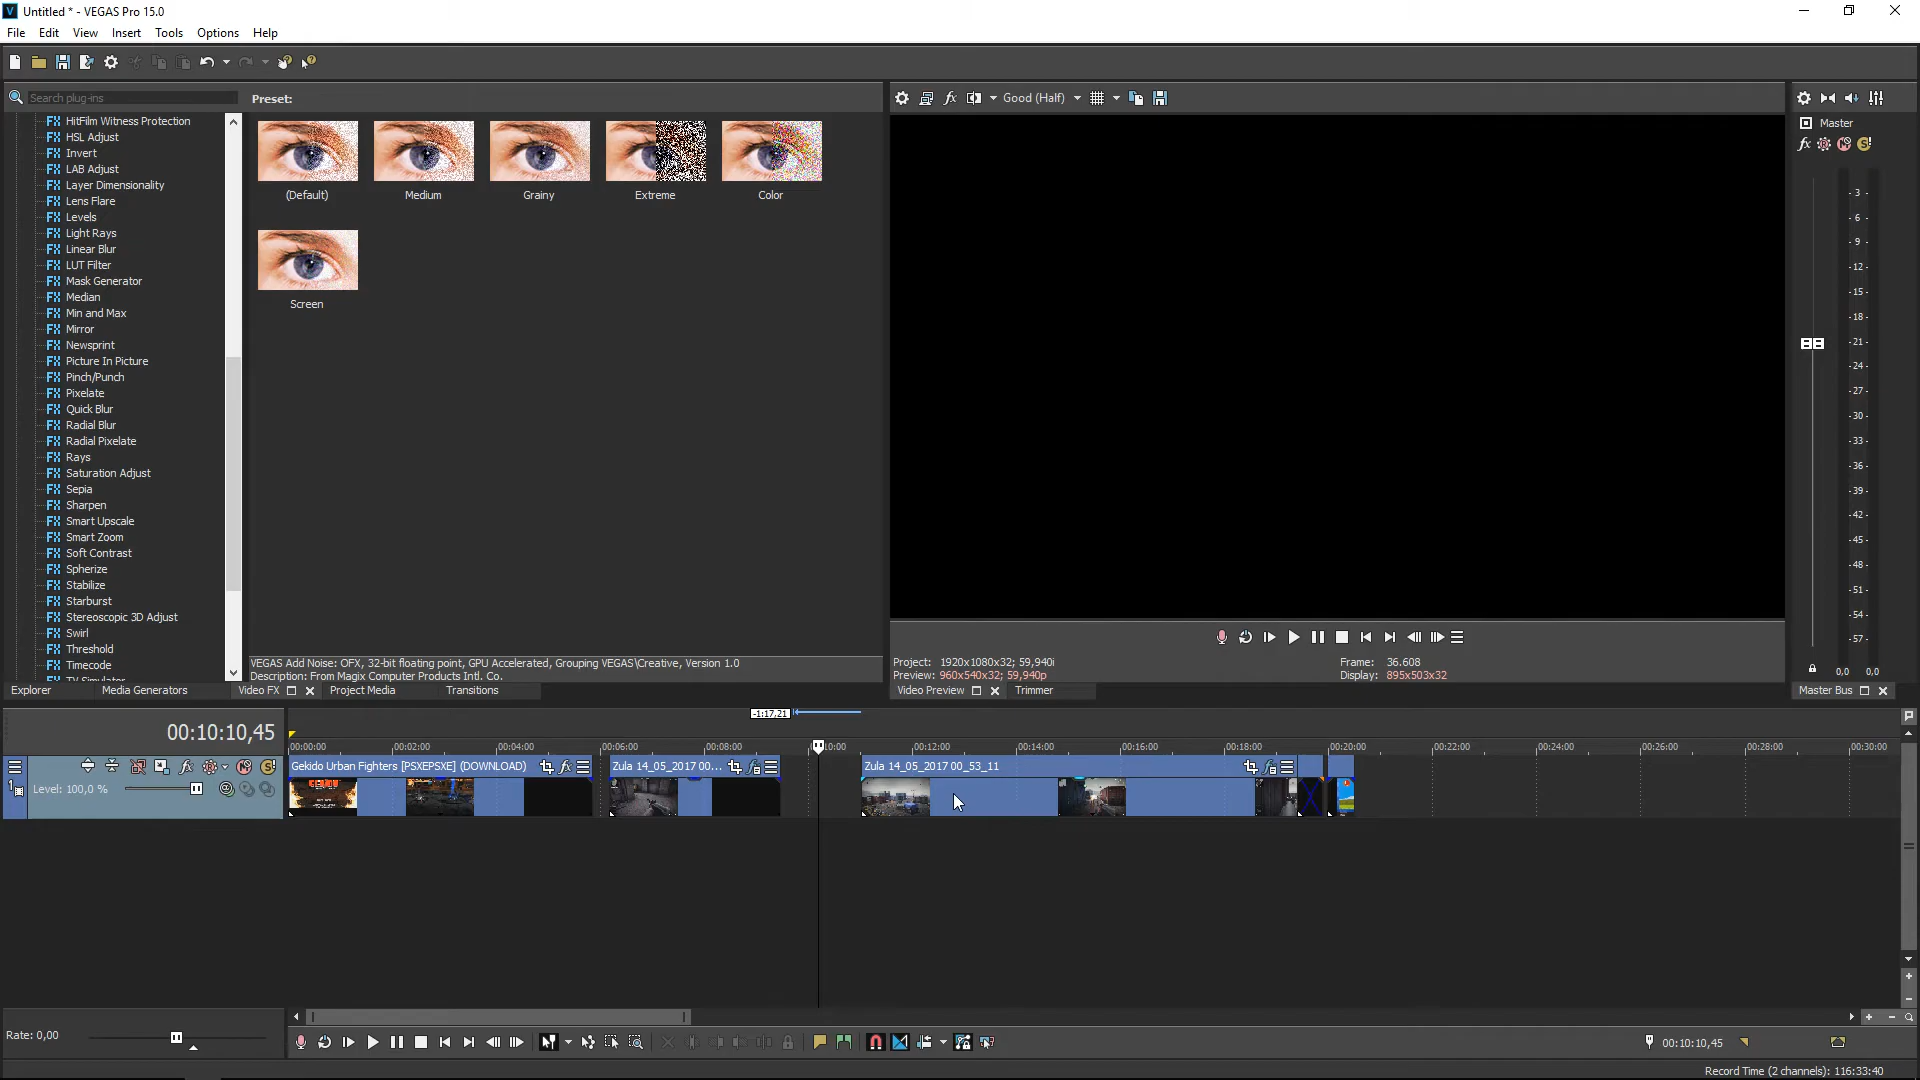 Untitled * - VEGAS Pro 15.0
File Edit View Insert Tools Options Help
Search plug-ins
Preset:
HitFilm Witness Protection
HSL Adjust
Invert
LAB Adjust
Layer Dimensionality
Lens Flare
Levels
Light Rays
Linear Blur
LUT Filter
Mask Generator
Median
Min and Max
Mirror
Newsprint
Picture In Picture
Pinch/Punch
Pixelate
Quick Blur
Radial Blur
Radial Pixelate
Rays
Saturation Adjust
Sepia
Sharpen
Smart Upscale
Smart Zoom
Soft Contrast
Spherize
Stabilize
Starburst
Stereoscopic 3D Adjust
Swirl
Threshold
Timecode
TV Simulator
(Default) Medium Grainy Extreme Color
Screen
VEGAS Add Noise: OFX, 32-bit floating point, GPU Accelerated, Grouping VEGAS\Creative, Version 1.0
Description: From Magix Computer Products Intl. Co.
Explorer Media Generators Video FX Project Media Transitions
Good (Half)
Project: 1920x1080x32; 59,940i
Preview: 960x540x32; 59,940p
Frame: 36.608
Display: 895x503x32
Video Preview Trimmer
Master
- 3 -
- 6 -
- 9 -
- 12 -
- 15 -
- 18 -
- 21 -
- 24 -
- 27 -
- 30 -
- 33 -
- 36 -
- 39 -
- 42 -
- 45 -
- 48 -
- 51 -
- 54 -
- 57 -
0,0 0,0
Master Bus
00:10:10,45
-1:17,21
00:00:00 00:02:00 00:04:00 00:06:00 00:08:00 00:10:00 00:12:00 00:14:00 00:16:00 00:18:00 00:20:00 00:22:00 00:24:00 00:26:00 00:28:00 00:30:00
1
Level: 100,0 %
Gekido Urban Fighters [PSXEPSXE] (DOWNLOAD)
Zula 14_05_2017 00...
Zula 14_05_2017 00_53_11
Rate: 0,00
00:10:10,45
Record Time (2 channels): 116:33:40